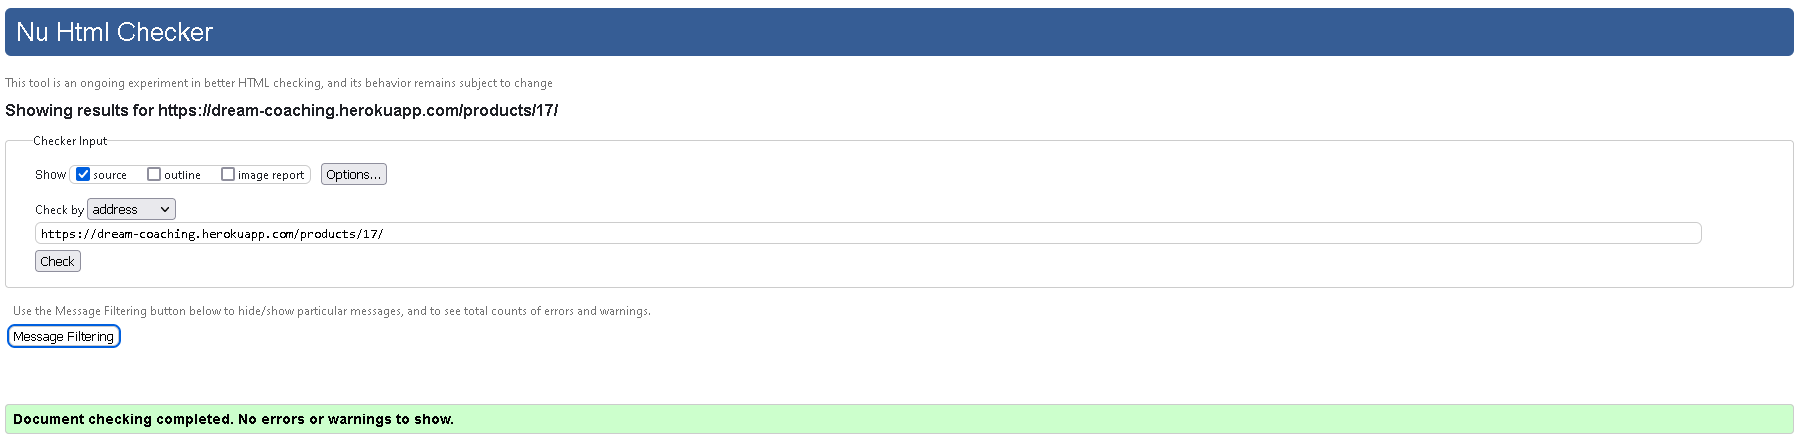 Nu Html Checker
This tool is an ongoing experiment in better HTML checking, and its behavior remains subject to change
Showing results for https://dream-coaching.herokuapp.com/products/17/
Checker Input
Show source outline image report Options...
Check by address
https://dream-coaching.herokuapp.com/products/17/
Check
Use the Message Filtering button below to hide/show particular messages, and to see total counts of errors and warnings.
Message Filtering
Document checking completed. No errors or warnings to show.